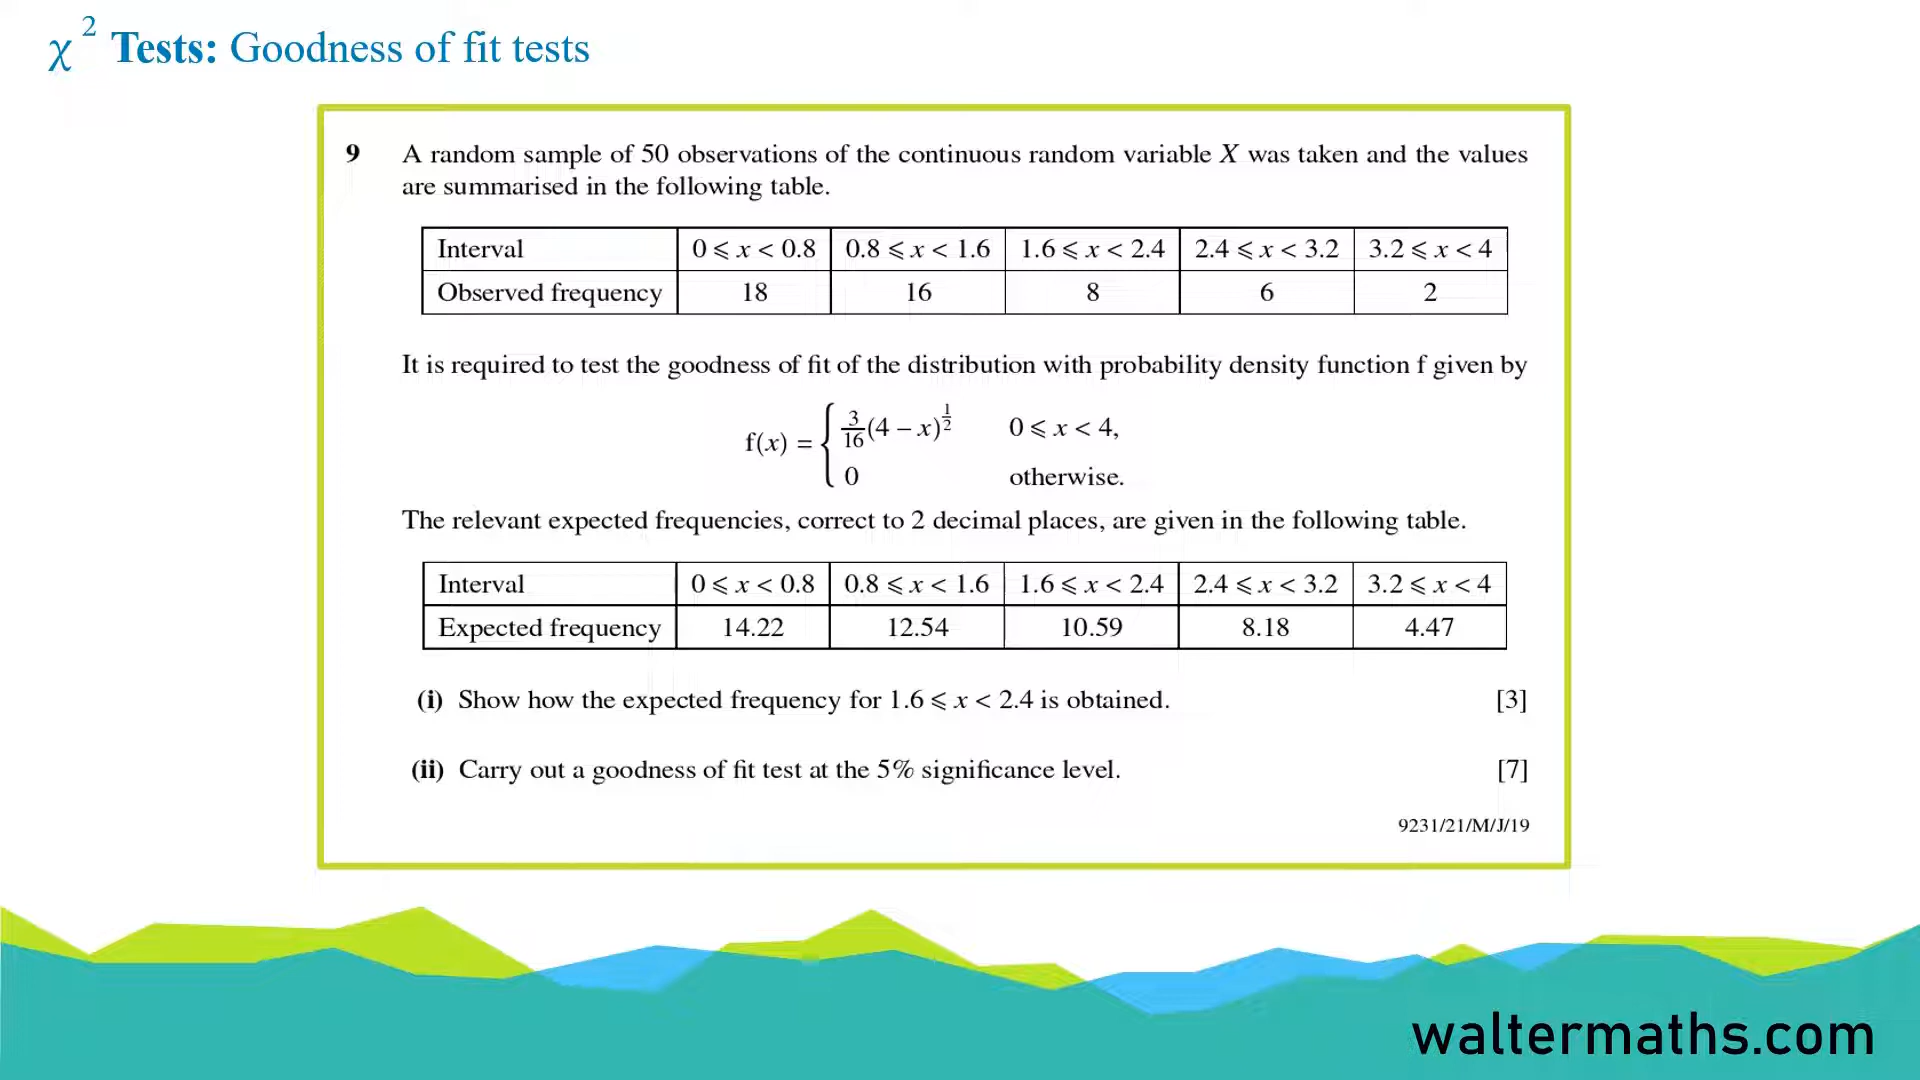 χ² Tests: Goodness of fit tests
9 A random sample of 50 observations of the continuous random variable X was taken and the values
are summarised in the following table.
Interval 0 ⩽ x < 0.8 0.8 ⩽ x < 1.6 1.6 ⩽ x < 2.4 2.4 ⩽ x < 3.2 3.2 ⩽ x < 4
Observed frequency 18 16 8 6 2
It is required to test the goodness of fit of the distribution with probability density function f given by
f(x) = { 3/16 (4 − x)^(1/2) 0 ⩽ x < 4,
0 otherwise.
The relevant expected frequencies, correct to 2 decimal places, are given in the following table.
Interval 0 ⩽ x < 0.8 0.8 ⩽ x < 1.6 1.6 ⩽ x < 2.4 2.4 ⩽ x < 3.2 3.2 ⩽ x < 4
Expected frequency 14.22 12.54 10.59 8.18 4.47
(i) Show how the expected frequency for 1.6 ⩽ x < 2.4 is obtained. [3]
(ii) Carry out a goodness of fit test at the 5% significance level. [7]
9231/21/M/J/19
waltermaths.com